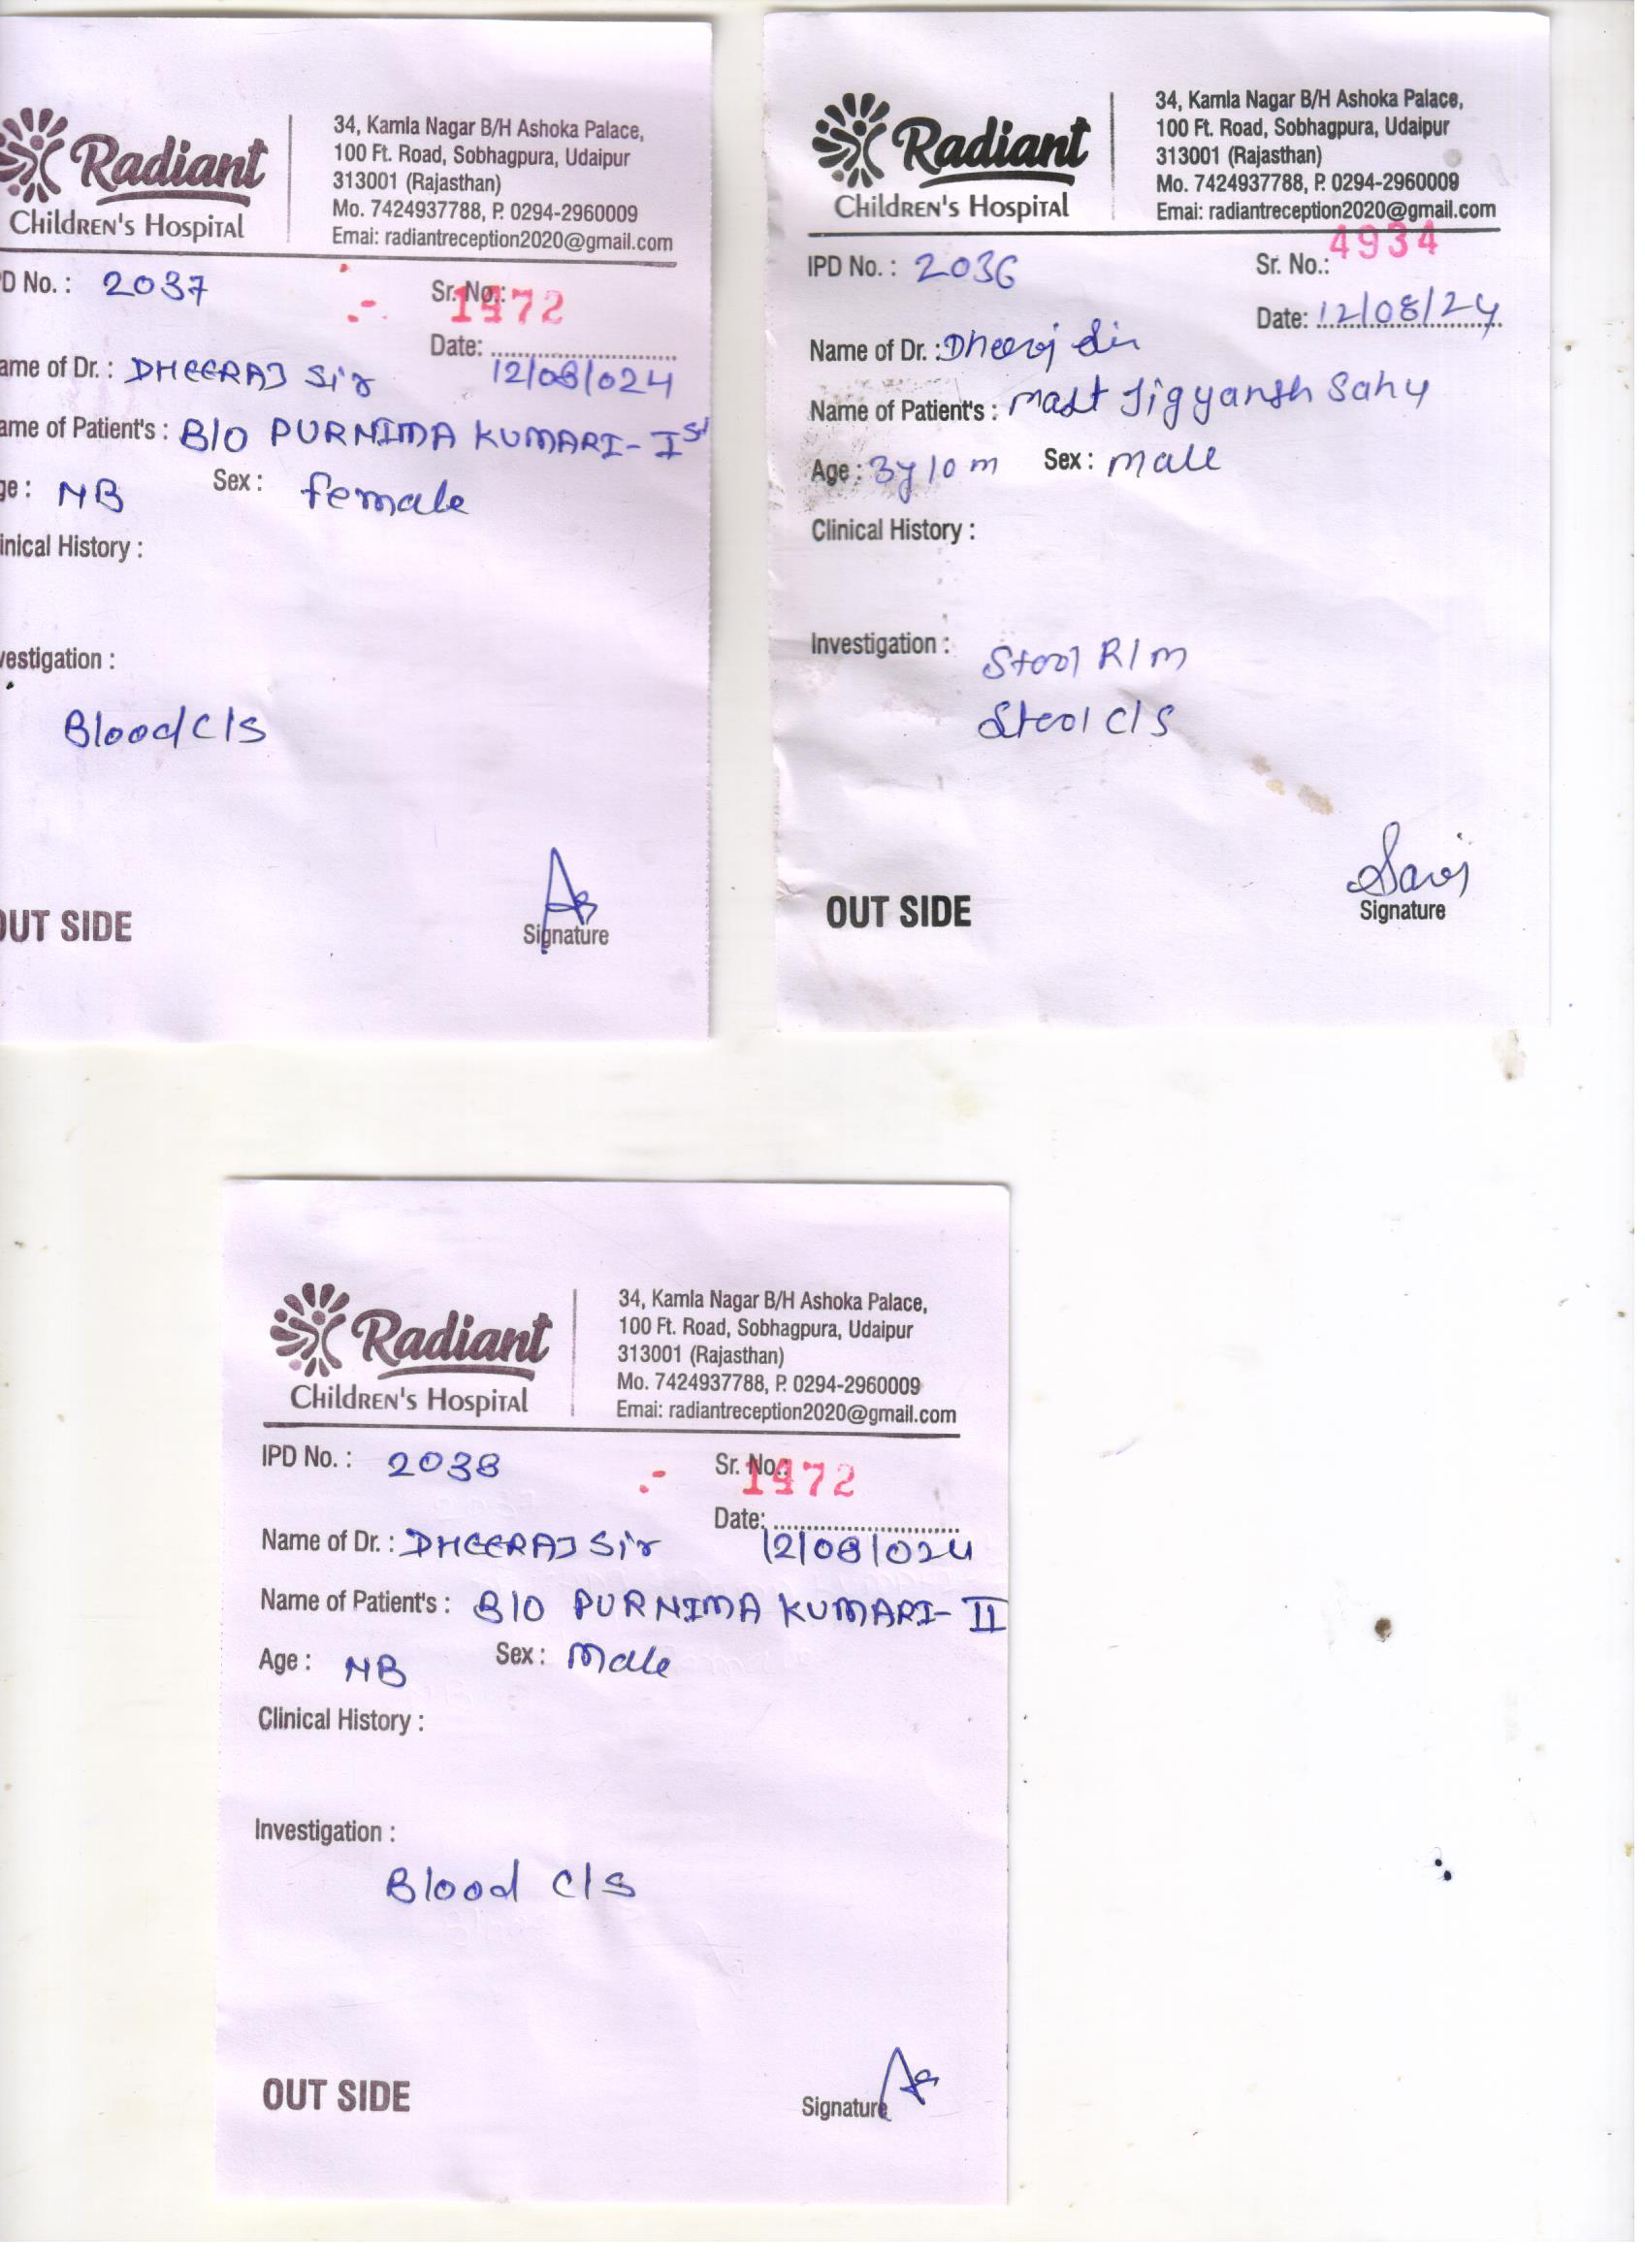 Radiant
Children's Hospital
34, Kamla Nagar B/H Ashoka Palace,
100 Ft. Road, Sobhagpura, Udaipur
313001 (Rajasthan)
Mo. 7424937788, P. 0294-2960009
Emai: radiantreception2020@gmail.com
D No. : 2037
Sr. No.:
Date: 12/08/024
ame of Dr. : DHEERAJ Sir
ame of Patient's : B/O PURNIMA KUMARI - Ist
ge : NB Sex : female
inical History :
vestigation :
Blood C/S
OUT SIDE
Signature
Radiant
Children's Hospital
34, Kamla Nagar B/H Ashoka Palace,
100 Ft. Road, Sobhagpura, Udaipur
313001 (Rajasthan)
Mo. 7424937788, P. 0294-2960009
Emai: radiantreception2020@gmail.com
IPD No. : 2036
Sr. No.: 4934
Date: 12/08/24
Name of Dr. : Dheeraj Sir
Name of Patient's : Mast Jigyansh Sahu
Age : 3y10m Sex : male
Clinical History :
Investigation : Stool R/m
Stool C/S
OUT SIDE
Saroj
Signature
Radiant
Children's Hospital
34, Kamla Nagar B/H Ashoka Palace,
100 Ft. Road, Sobhagpura, Udaipur
313001 (Rajasthan)
Mo. 7424937788, P. 0294-2960009
Emai: radiantreception2020@gmail.com
IPD No. : 2038
Sr. No.:
Date: 12/08/024
Name of Dr. : DHEERAJ Sir
Name of Patient's : B/O PURNIMA KUMARI - II
Age : NB Sex : Male
Clinical History :
Investigation :
Blood C/S
OUT SIDE
Signature